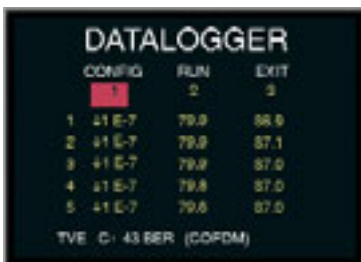 DATALOGGER
CONFIG RUN EXIT
1 2 3
1 <1 E-7 79.9 86.9
2 <1 E-7 79.9 87.1
3 <1 E-7 79.9 87.0
4 <1 E-7 79.8 87.0
5 <1 E-7 79.8 87.0
TVE C: 43 BER (COFDM)